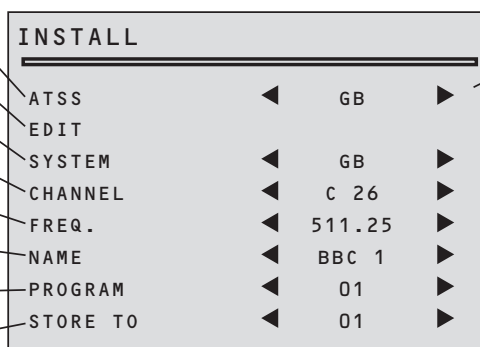 INSTALL
ATSS ◀ GB ▶
EDIT
SYSTEM ◀ GB ▶
CHANNEL ◀ C 26 ▶
FREQ. ◀ 511.25 ▶
NAME ◀ BBC 1 ▶
PROGRAM ◀ 01 ▶
STORE TO ◀ 01 ▶